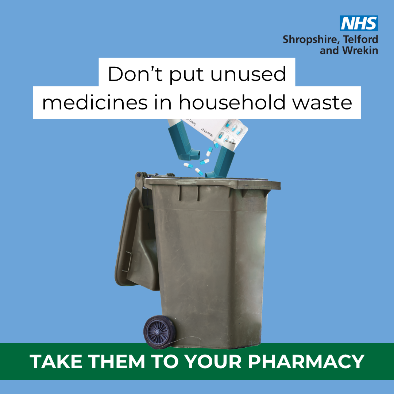 NHS
Shropshire, Telford
and Wrekin
Don't put unused
medicines in household waste
TAKE THEM TO YOUR PHARMACY